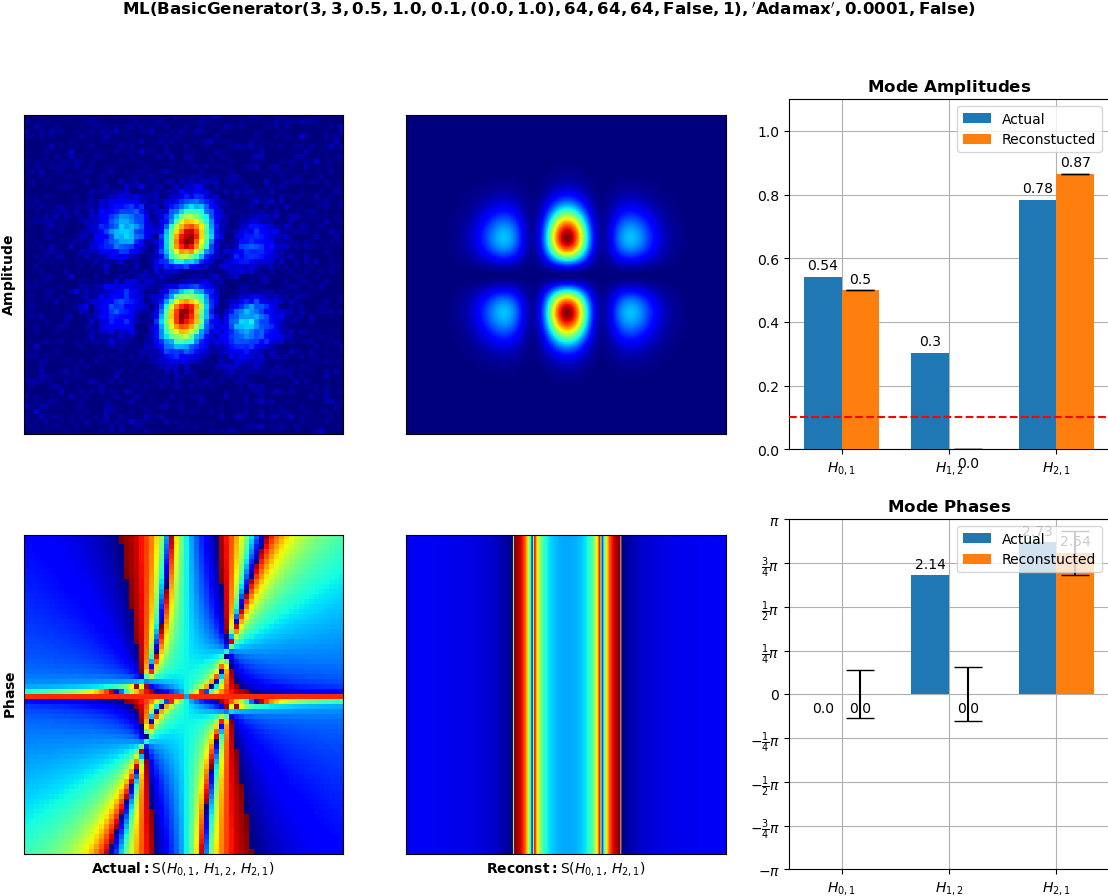 ML(BasicGenerator(3, 3, 0.5, 1.0, 0.1, (0.0, 1.0), 64, 64, 64, False, 1), 'Adamax', 0.0001, False)
Amplitude
Mode Amplitudes
Actual
Reconstucted
1.0
0.8
0.6
0.4
0.2
0.0
0.54
0.5
0.3
0.0
0.78
0.87
H0,1
H1,2
H2,1
Phase
Actual: S(H0,1, H1,2, H2,1)
Reconst: S(H0,1, H2,1)
Mode Phases
Actual
Reconstucted
π
3/4π
1/2π
1/4π
0
−1/4π
−1/2π
−3/4π
−π
0.0
0.0
2.14
0.0
2.73
2.54
H0,1
H1,2
H2,1